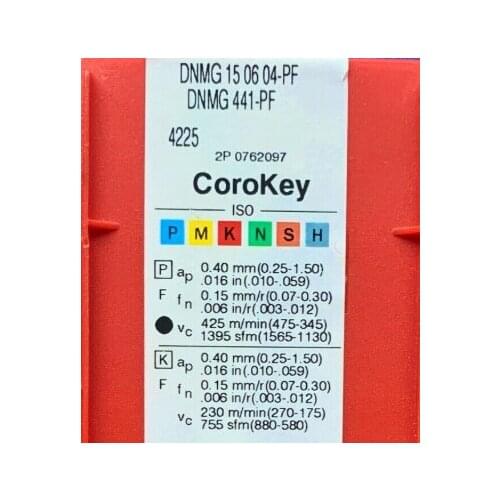 DNMG 15 06 04-PF
DNMG 441-PF
4225
2P 0762097
CoroKey
ISO
P M K N S H
P ap 0.40 mm(0.25-1.50)
.016 in(.010-.059)
F fn 0.15 mm/r(0.07-0.30)
.006 in/r(.003-.012)
vc 425 m/min(475-345)
1395 sfm(1565-1130)
K ap 0.40 mm(0.25-1.50)
.016 in(.010-.059)
F fn 0.15 mm/r(0.07-0.30)
.006 in/r(.003-.012)
vc 230 m/min(270-175)
755 sfm(880-580)